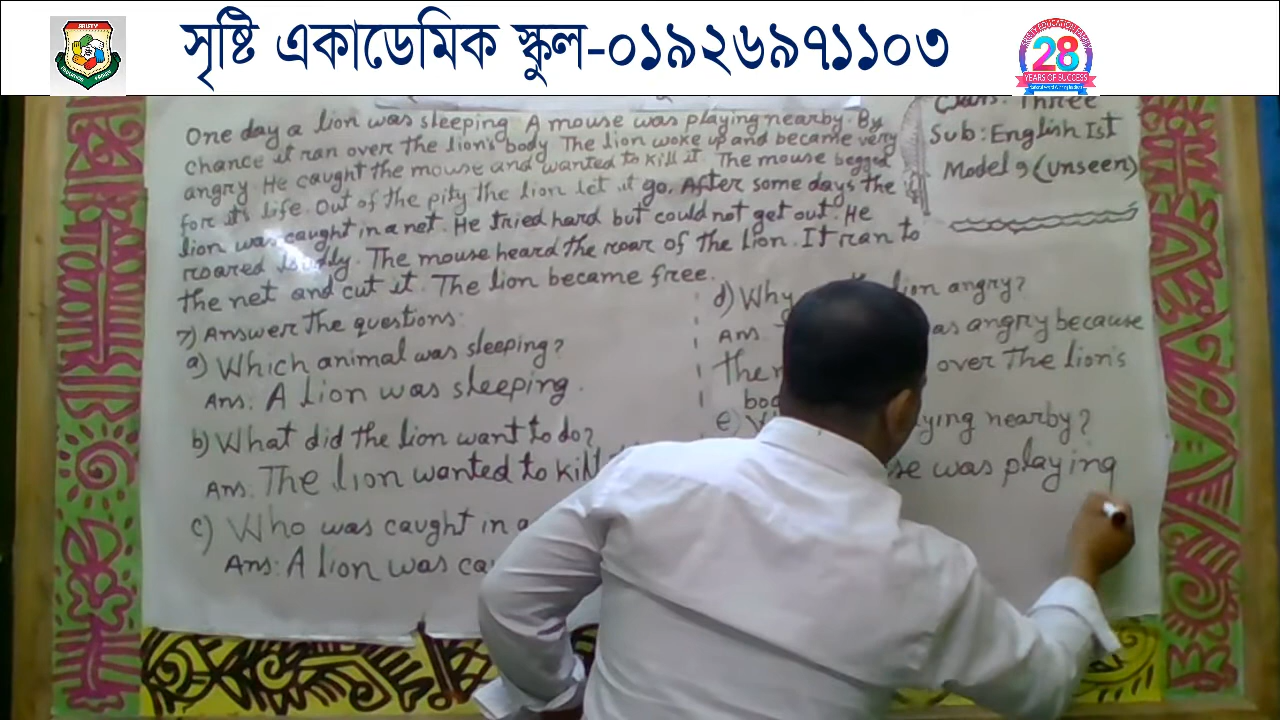 সৃষ্টি একাডেমিক স্কুল-০১৯২৬৯৭১১০৩
28
YEARS OF SUCCESS
One day a lion was sleeping. A mouse was playing nearby. By
chance it ran over the lion's body. The lion woke up and became very
angry. He caught the mouse and wanted to kill it. The mouse begged
for it's life. Out of the pity the lion let it go. After some days the
lion was caught in a net. He tried hard but could not get out. He
roared loudly. The mouse heard the roar of the lion. It ran to
the net and cut it. The lion became free.
Class: Three
Sub: English Ist
Model 9 (unseen)
7) Answer the questions:
a) Which animal was sleeping?
Ans: A lion was sleeping.
b) What did the lion want to do?
Ans. The lion wanted to kill
c) Who was caught in a
Ans: A lion was
d) Why lion angry?
Ans angry because
The over the lion's
e) nearby?
was playing